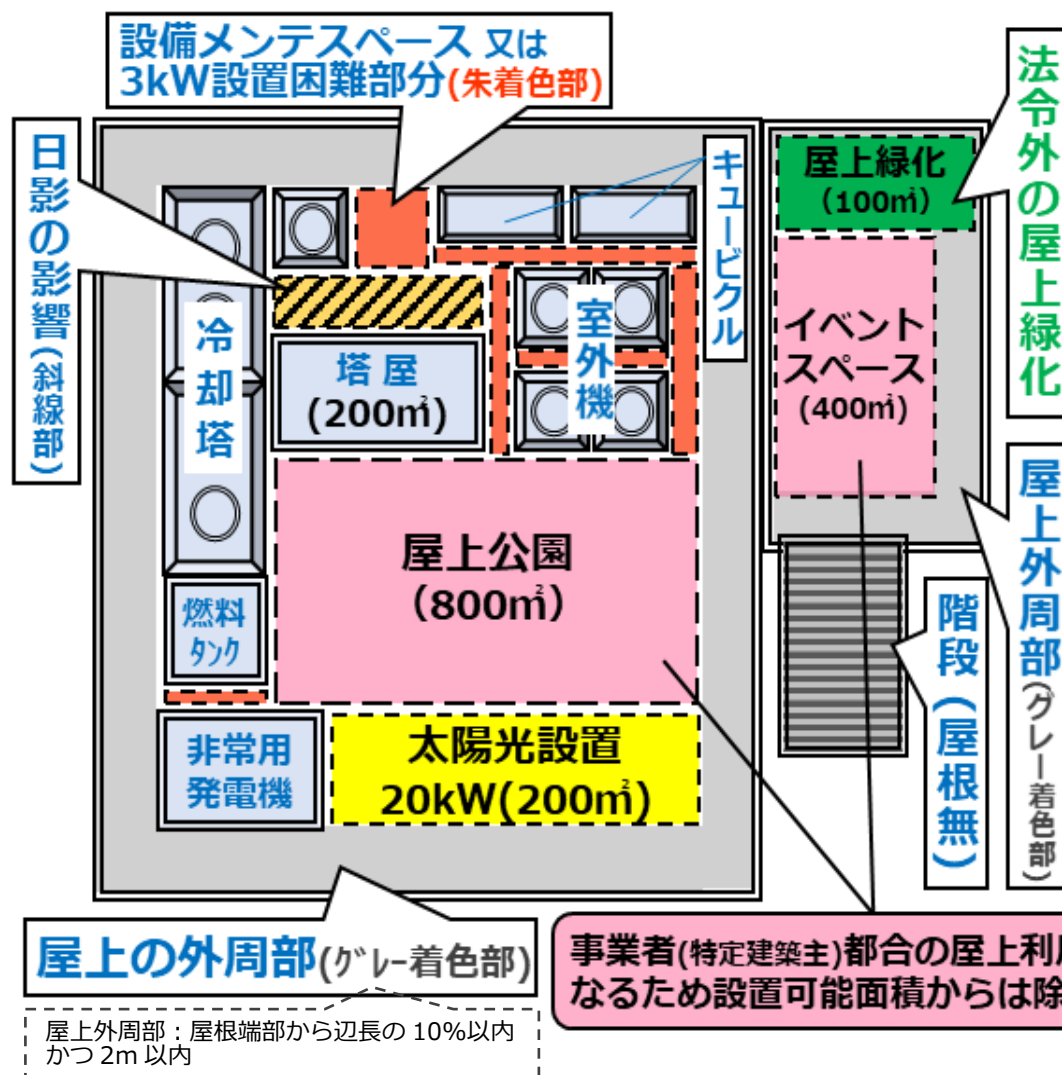 設備メンテスペース 又は
3kW設置困難部分(朱着色部)
日影の影響(斜線部)
キュービクル
屋上緑化
(100㎡)
法令外の屋上緑化
冷却塔
室外機
塔屋
(200㎡)
イベント
スペース
(400㎡)
屋上公園
(800㎡)
屋上外周部(グレー着色部)
燃料
タンク
階段(屋根無)
非常用
発電機
太陽光設置
20kW(200㎡)
屋上の外周部(グレー着色部)
事業者(特定建築主)都合の屋上利
なるため設置可能面積からは除
屋上外周部：屋根端部から辺長の 10%以内
かつ 2m 以内